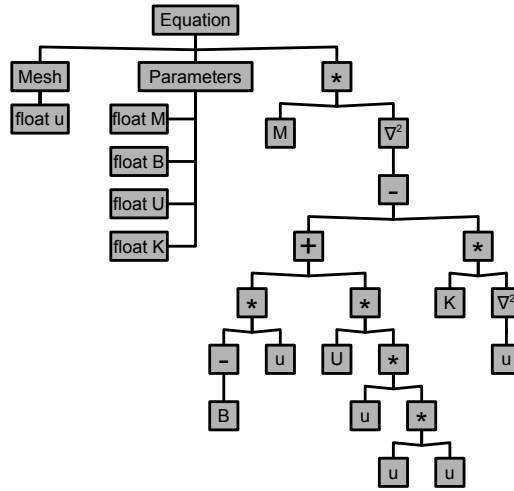 Equation
Mesh Parameters *
float u float M M ∇²
float B
-
float U
float K + *
* * K ∇²
- u U * u
B u *
u u